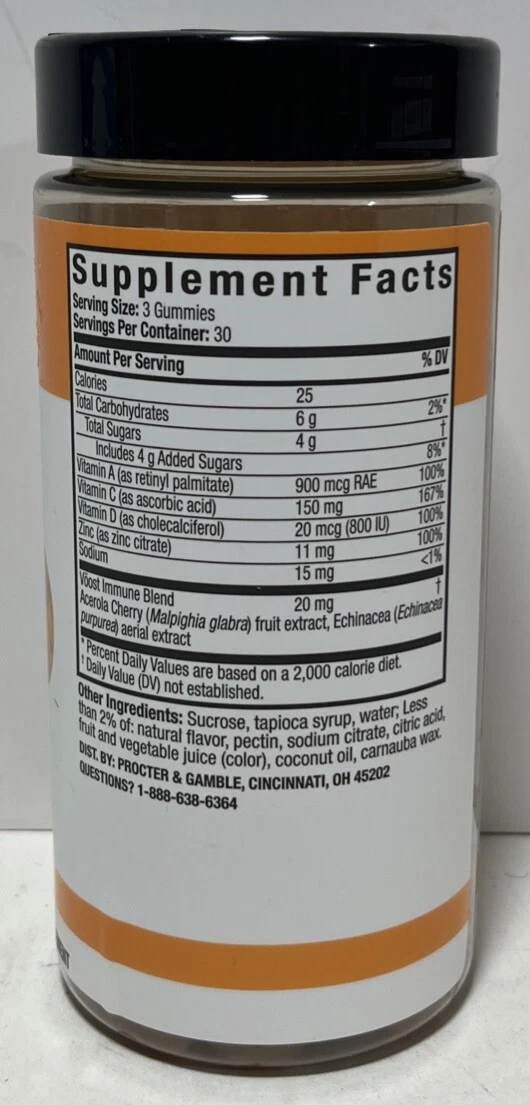 Supplement Facts
Serving Size: 3 Gummies
Servings Per Container: 30
Amount Per Serving % DV
Calories 25
Total Carbohydrates 6 g 2%*
Total Sugars 4 g †
Includes 4 g Added Sugars 8%*
Vitamin A (as retinyl palmitate) 900 mcg RAE 100%
Vitamin C (as ascorbic acid) 150 mg 167%
Vitamin D (as cholecalciferol) 20 mcg (800 IU) 100%
Zinc (as zinc citrate) 11 mg 100%
Sodium 15 mg <1%
Vöost Immune Blend 20 mg †
Acerola Cherry (Malpighia glabra) fruit extract, Echinacea (Echinacea
purpurea) aerial extract
* Percent Daily Values are based on a 2,000 calorie diet.
† Daily Value (DV) not established.
Other Ingredients: Sucrose, tapioca syrup, water; Less
than 2% of: natural flavor, pectin, sodium citrate, citric acid,
fruit and vegetable juice (color), coconut oil, carnauba wax.
DIST. BY: PROCTER & GAMBLE, CINCINNATI, OH 45202
QUESTIONS? 1-888-638-6364